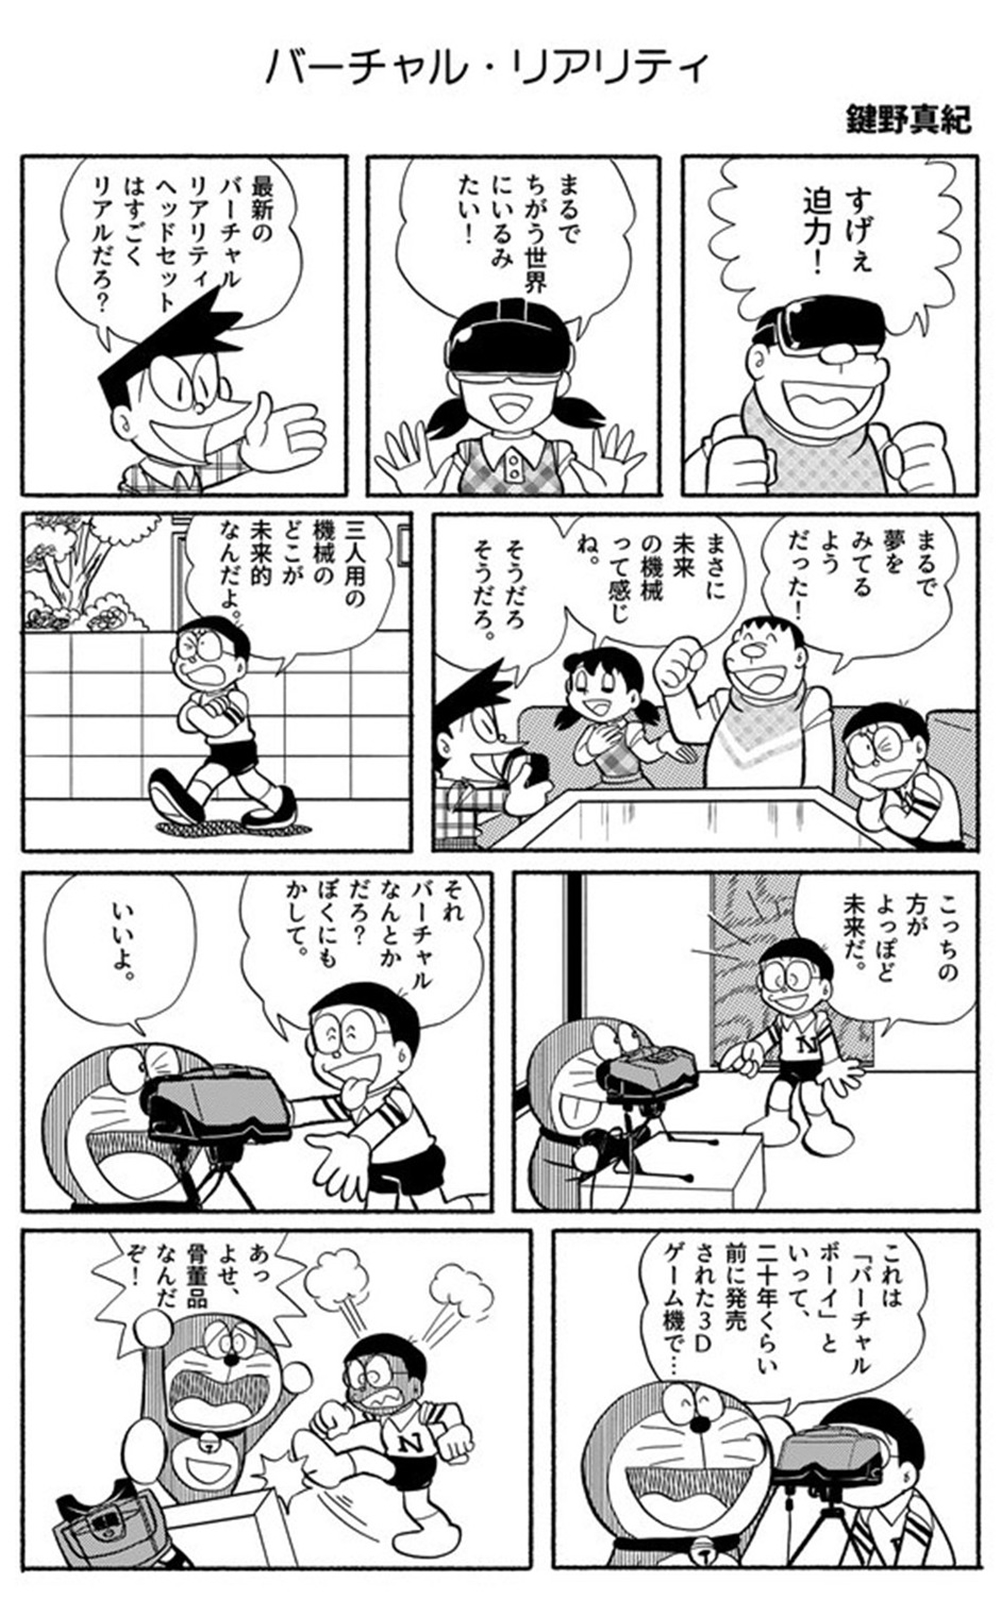 バーチャル・リアリティ
鍵野真紀
すげぇ
迫力！
まるで
ちがう世界
にいるみ
たい！
最新の
バーチャル
リアリティ
ヘッドセット
はすごく
リアルだろ？
まるで
夢を
みてる
よう
だった！
まさに
未来
の機械
って感じ
ね。
そうだろ
そうだろ。
三人用の
機械の
どこが
未来的
なんだよ。
こっちの
方が
よっぽど
未来だ。
それ
バーチャル
なんとか
だろ？
ぼくにも
かして。
いいよ。
これは
「バーチャル
ボーイ」と
いって、
二十年くらい
前に発売
された3D
ゲーム機で…
あっ
よせ、
骨董品
なんだ
ぞ！
N
N
N